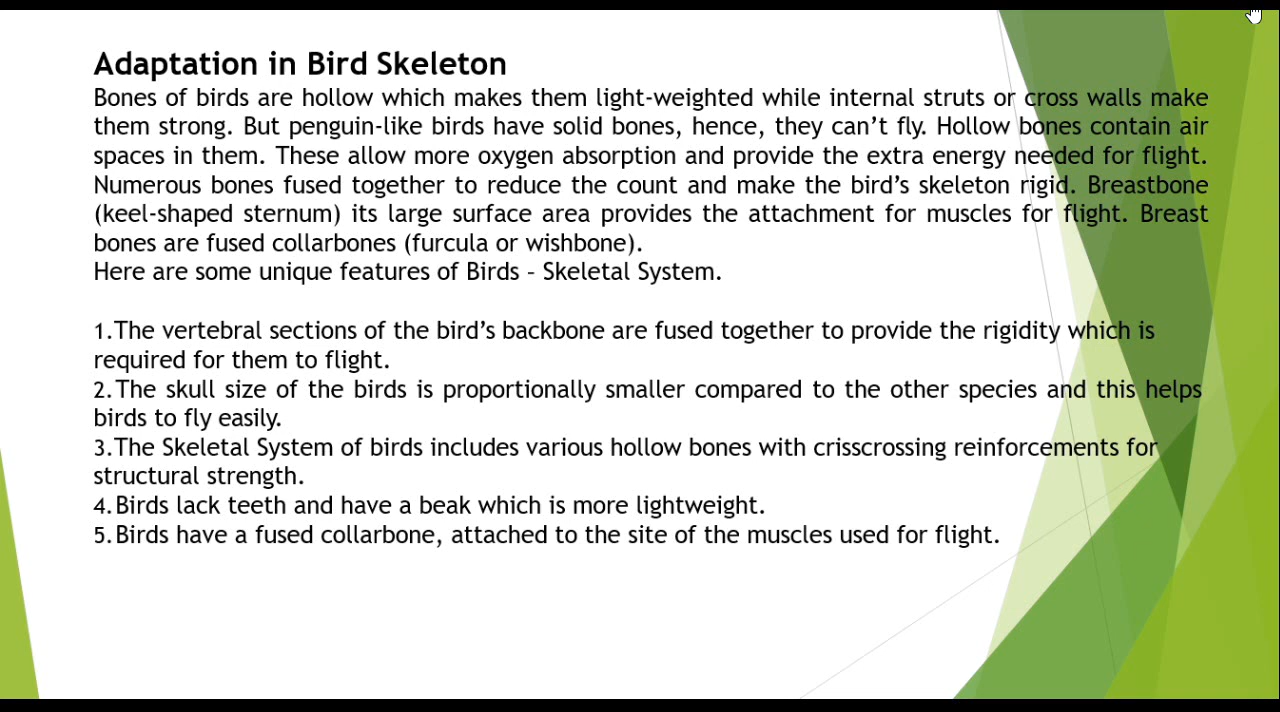 Adaptation in Bird Skeleton
Bones of birds are hollow which makes them light-weighted while internal struts or cross walls make
them strong. But penguin-like birds have solid bones, hence, they can’t fly. Hollow bones contain air
spaces in them. These allow more oxygen absorption and provide the extra energy needed for flight.
Numerous bones fused together to reduce the count and make the bird’s skeleton rigid. Breastbone
(keel-shaped sternum) its large surface area provides the attachment for muscles for flight. Breast
bones are fused collarbones (furcula or wishbone).
Here are some unique features of Birds – Skeletal System.
1.The vertebral sections of the bird’s backbone are fused together to provide the rigidity which is
required for them to flight.
2.The skull size of the birds is proportionally smaller compared to the other species and this helps
birds to fly easily.
3.The Skeletal System of birds includes various hollow bones with crisscrossing reinforcements for
structural strength.
4.Birds lack teeth and have a beak which is more lightweight.
5.Birds have a fused collarbone, attached to the site of the muscles used for flight.